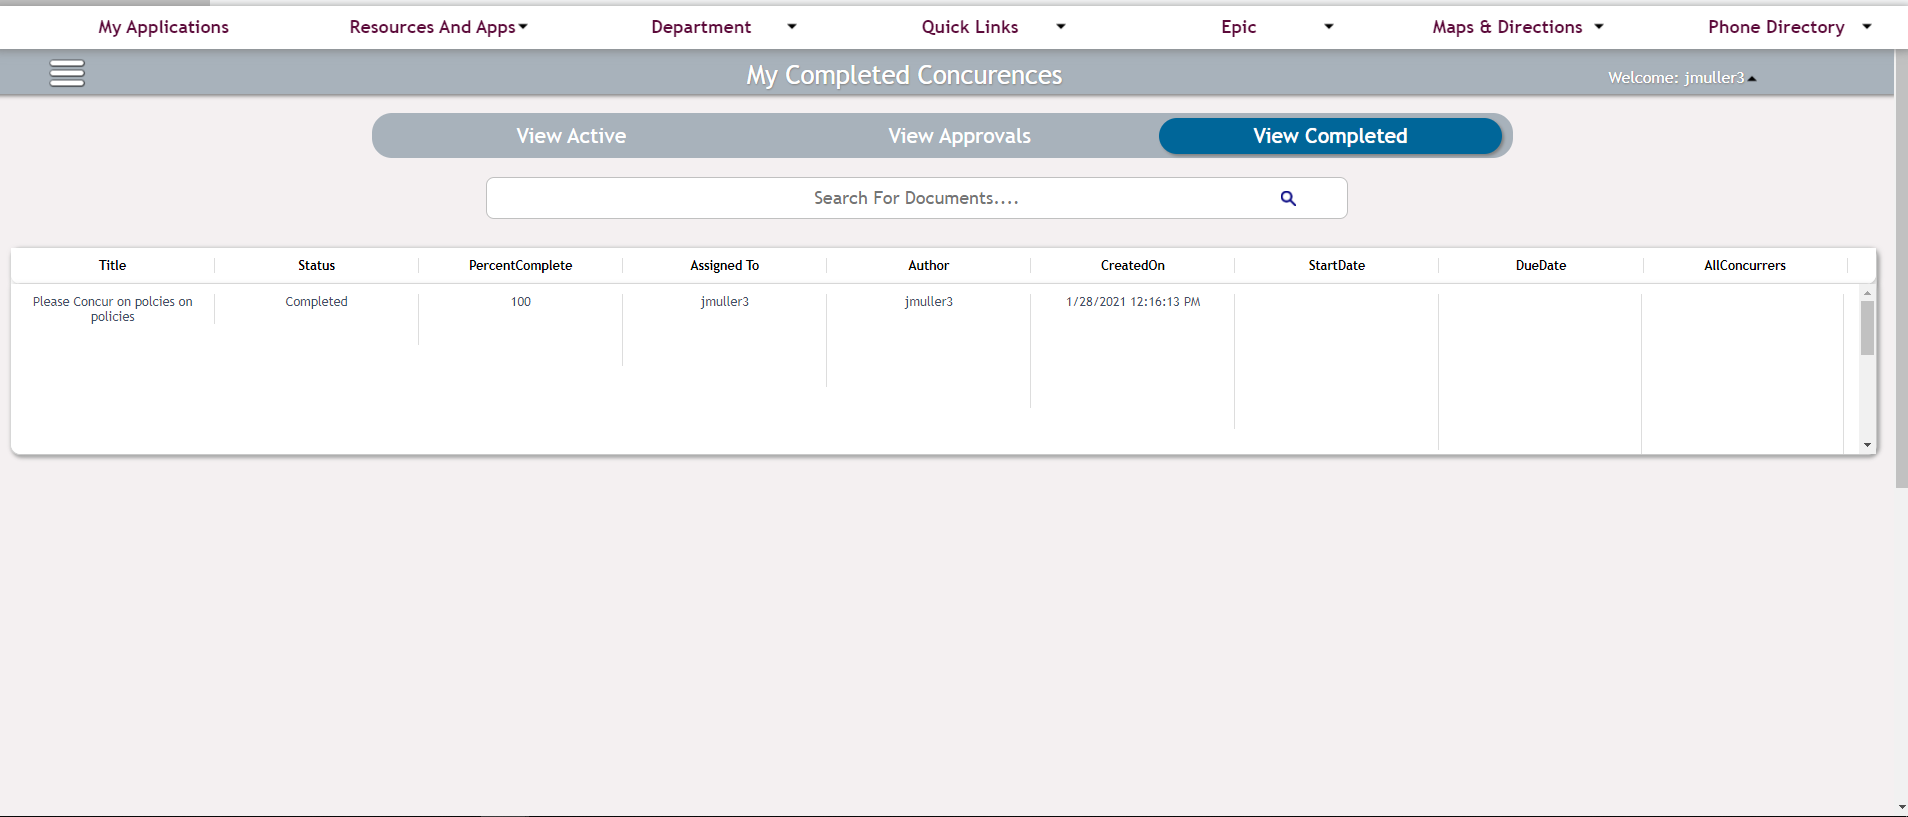 My Applications Resources And Apps Department Quick Links Epic Maps & Directions Phone Directory
My Completed Concurences
Welcome: jmuller3
View Active View Approvals View Completed
Search For Documents....
Title Status PercentComplete Assigned To Author CreatedOn StartDate DueDate AllConcurrers
Please Concur on polcies on Completed 100 jmuller3 jmuller3 1/28/2021 12:16:13 PM
policies